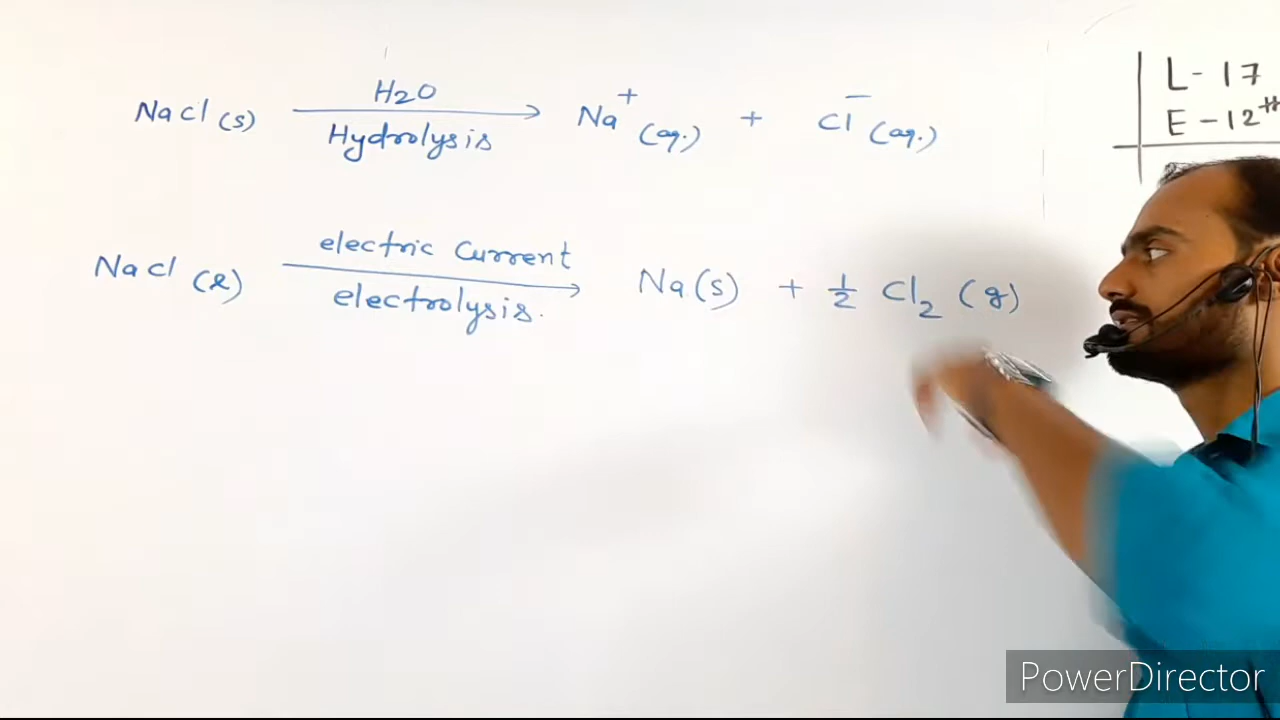 L-17
E-12th
NaCl (s) H2O Hydrolysis → Na+ (aq.) + Cl− (aq.)
NaCl (l) electric Current electrolysis. → Na(s) + 1/2 Cl2 (g)
PowerDirector